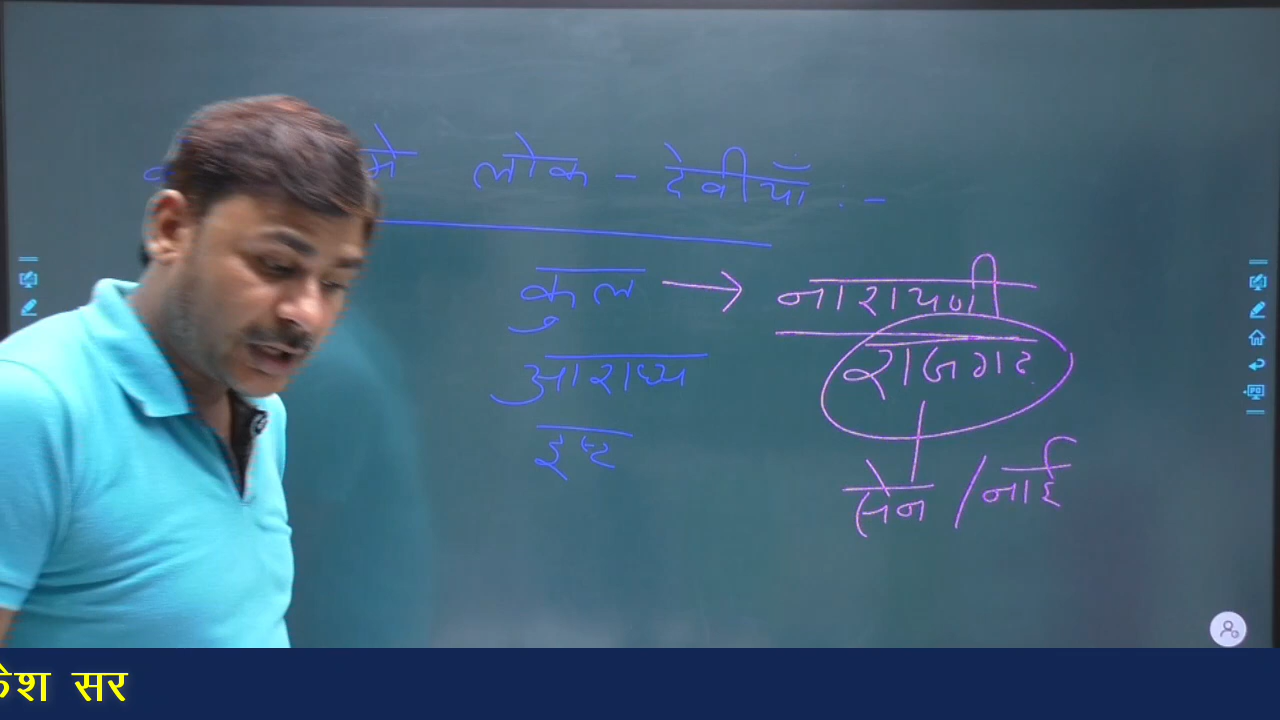 मे लोक - देवीयाँ :-
कुल → नारायणी
आराध्य राजगढ
इष्ट
सेन / नाई
केश सर